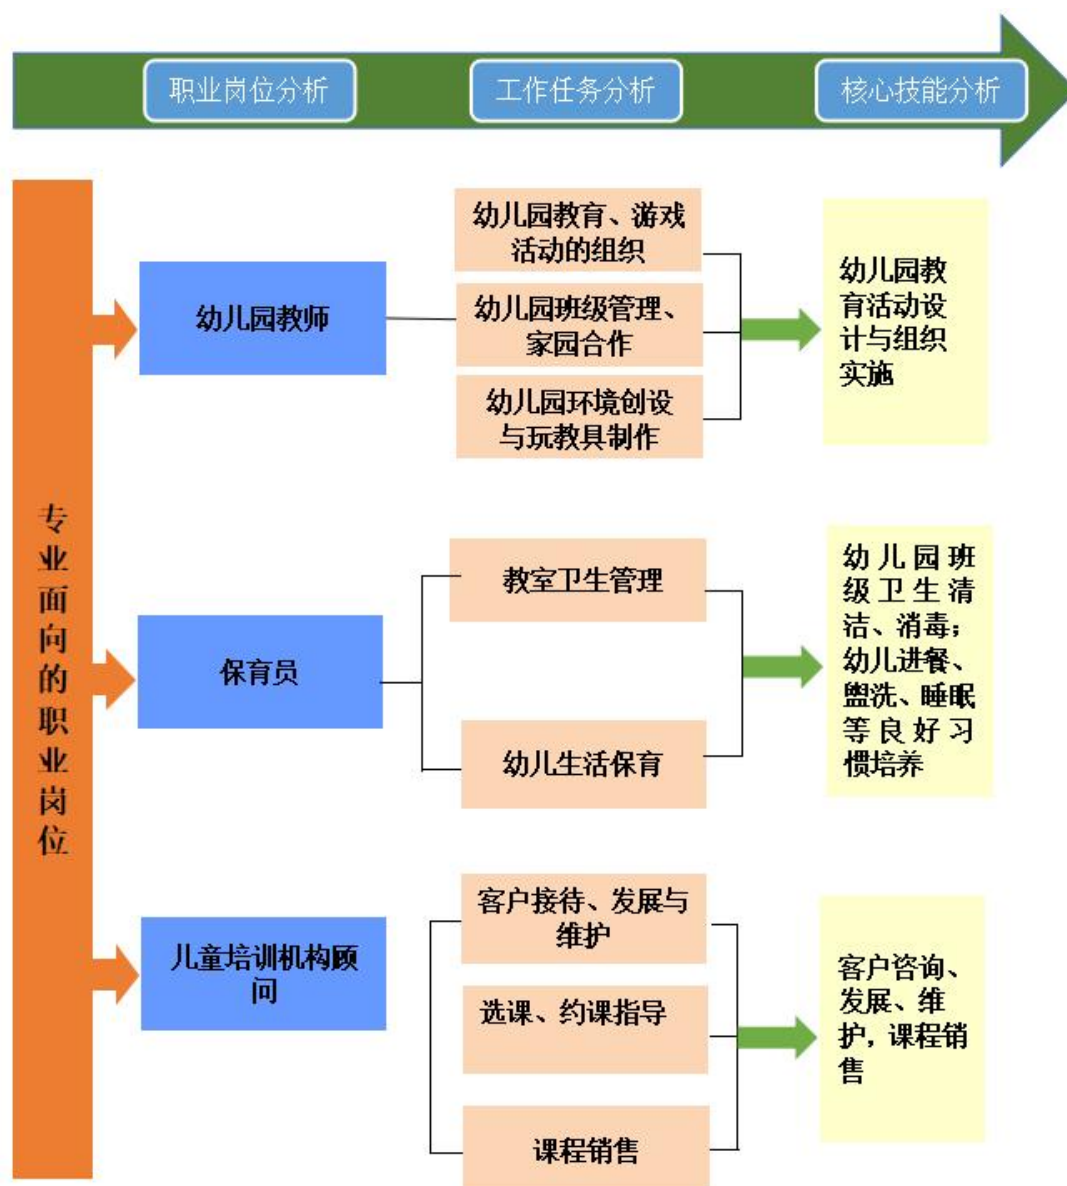 职业岗位分析
工作任务分析
核心技能分析
专业面向的职业岗位
幼儿园教师
幼儿园教育、游戏
活动的组织
幼儿园班级管理、
家园合作
幼儿园环境创设
与玩教具制作
幼儿园教
育活动设
计与组织
实施
保育员
教室卫生管理
幼儿生活保育
幼儿园班
级卫生清
洁、消毒；
幼儿进餐、
盥洗、睡眠
等良好习
惯培养
儿童培训机构顾
问
客户接待、发展与
维护
选课、约课指导
课程销售
客户咨询、
发展、维
护，课程销
售